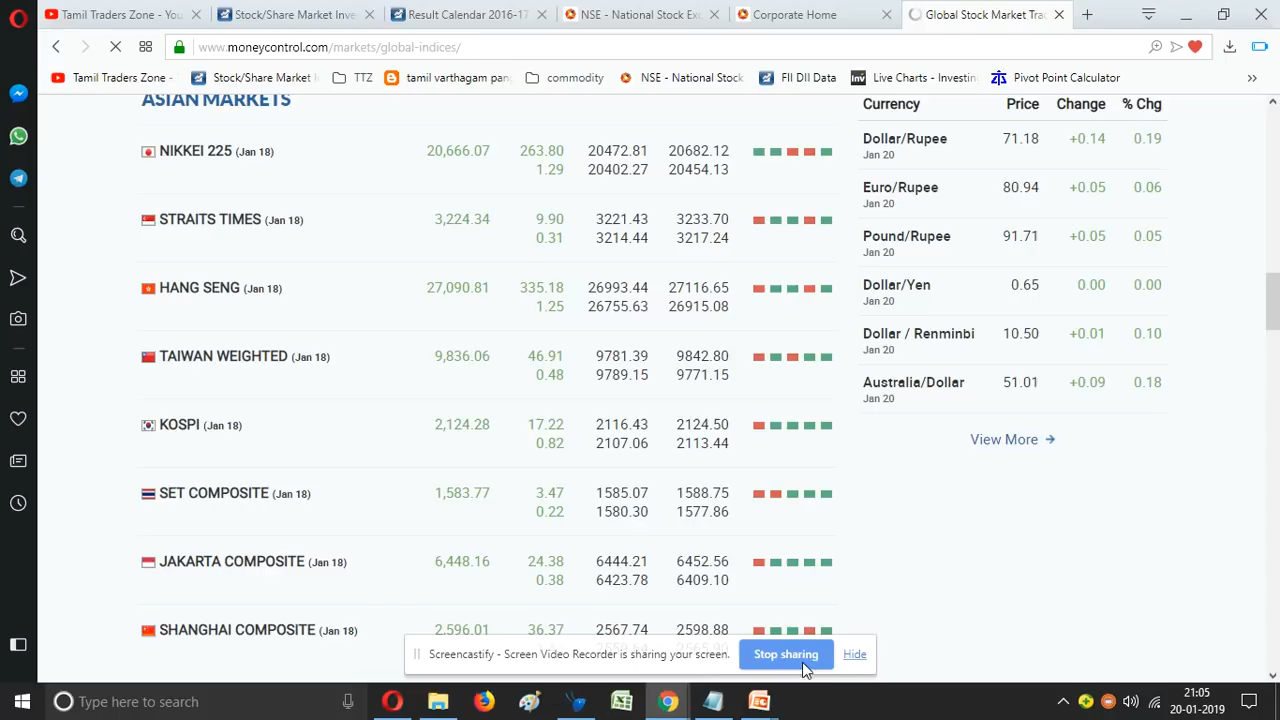 Tamil Traders Zone - You
Stock/Share Market Inve
Result Calendar 2016-17
NSE - National Stock Exc
Corporate Home
Global Stock Market Trac
www.moneycontrol.com/markets/global-indices/
Tamil Traders Zone -
Stock/Share Market
TTZ
tamil varthagam pang
commodity
NSE - National Stock
FII DII Data
Live Charts - Investin
Pivot Point Calculator
ASIAN MARKETS
NIKKEI 225 (Jan 18) 20,666.07 263.80 20472.81 20682.12
1.29 20402.27 20454.13
STRAITS TIMES (Jan 18) 3,224.34 9.90 3221.43 3233.70
0.31 3214.44 3217.24
HANG SENG (Jan 18) 27,090.81 335.18 26993.44 27116.65
1.25 26755.63 26915.08
TAIWAN WEIGHTED (Jan 18) 9,836.06 46.91 9781.39 9842.80
0.48 9789.15 9771.15
KOSPI (Jan 18) 2,124.28 17.22 2116.43 2124.50
0.82 2107.06 2113.44
SET COMPOSITE (Jan 18) 1,583.77 3.47 1585.07 1588.75
0.22 1580.30 1577.86
JAKARTA COMPOSITE (Jan 18) 6,448.16 24.38 6444.21 6452.56
0.38 6423.78 6409.10
SHANGHAI COMPOSITE (Jan 18) 2,596.01 36.37 2567.74 2598.88
Currency Price Change % Chg
Dollar/Rupee 71.18 +0.14 0.19
Jan 20
Euro/Rupee 80.94 +0.05 0.06
Jan 20
Pound/Rupee 91.71 +0.05 0.05
Jan 20
Dollar/Yen 0.65 0.00 0.00
Jan 20
Dollar / Renminbi 10.50 +0.01 0.10
Jan 20
Australia/Dollar 51.01 +0.09 0.18
Jan 20
View More
Screencastify - Screen Video Recorder is sharing your screen.
Stop sharing
Hide
Type here to search
21:05
20-01-2019